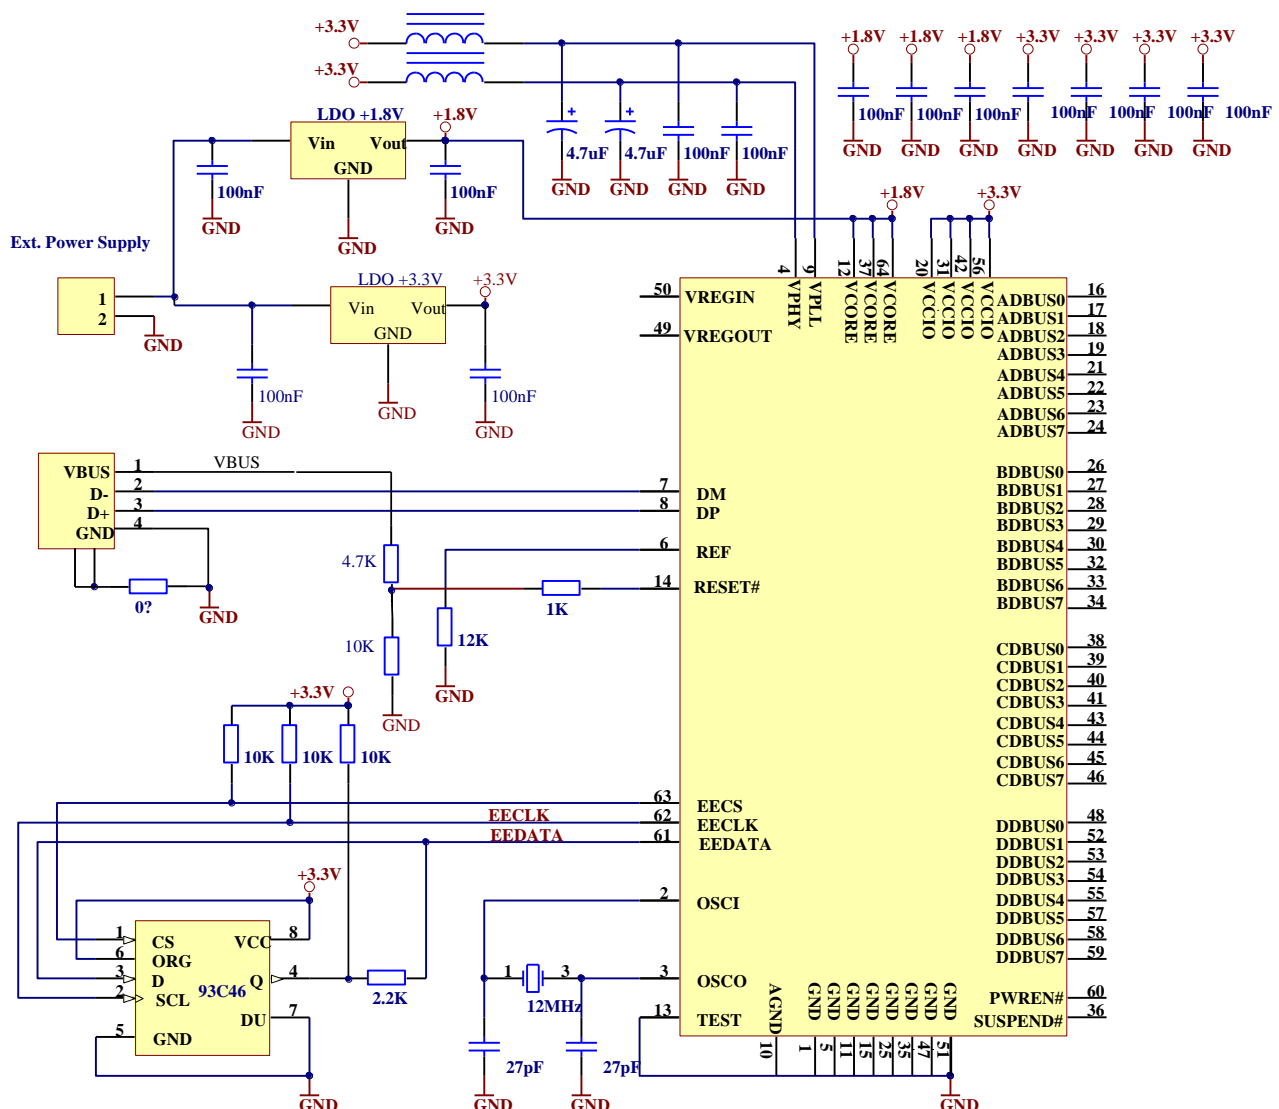 +3.3V
+3.3V
+1.8V +1.8V +1.8V +3.3V +3.3V +3.3V +3.3V
100nF 100nF 100nF 100nF 100nF 100nF 100nF
GND GND GND GND GND GND GND
LDO +1.8V
+1.8V
Vin Vout
GND
100nF
100nF
GND
GND
GND
4.7uF 4.7uF 100nF 100nF
GND GND GND GND
+1.8V
+3.3V
Ext. Power Supply
1
2
GND
LDO +3.3V
+3.3V
Vin Vout
GND
100nF
100nF
GND
GND
GND
4 VPHY
9 VPLL
12 VCORE
37 VCORE
64 VCORE
20 VCCIO
31 VCCIO
42 VCCIO
56 VCCIO
50 VREGIN
49 VREGOUT
ADBUS0 16
ADBUS1 17
ADBUS2 18
ADBUS3 19
ADBUS4 21
ADBUS5 22
ADBUS6 23
ADBUS7 24
VBUS 1
D- 2
D+ 3
GND 4
VBUS
0?
GND
7 DM
8 DP
6 REF
14 RESET#
4.7K
1K
10K
12K
GND
GND
BDBUS0 26
BDBUS1 27
BDBUS2 28
BDBUS3 29
BDBUS4 30
BDBUS5 32
BDBUS6 33
BDBUS7 34
CDBUS0 38
CDBUS1 39
CDBUS2 40
CDBUS3 41
CDBUS4 43
CDBUS5 44
CDBUS6 45
CDBUS7 46
+3.3V
10K 10K 10K
EECLK
EEDATA
63 EECS
62 EECLK
61 EEDATA
2 OSCI
3 OSCO
13 TEST
DDBUS0 48
DDBUS1 52
DDBUS2 53
DDBUS3 54
DDBUS4 55
DDBUS5 57
DDBUS6 58
DDBUS7 59
PWREN# 60
SUSPEND# 36
+3.3V
1 CS
6 ORG
3 D
2 SCL
5 GND
93C46
VCC 8
Q 4
DU 7
2.2K
GND
1 3
12MHz
27pF
27pF
GND
GND
AGND 10
GND 1
GND 5
GND 11
GND 15
GND 25
GND 35
GND 47
GND 51
GND